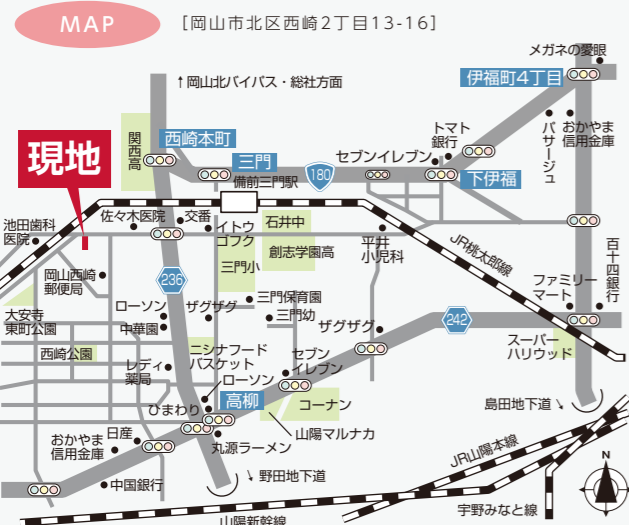 MAP
[岡山市北区西崎2丁目13-16]
メガネの愛眼
↑岡山北バイパス・総社方面
伊福町4丁目
関西高
西崎本町
トマト
銀行
パサージュ
おかやま
信用金庫
現地
三門
セブンイレブン
180
下伊福
備前三門駅
佐々木医院
交番
石井中
池田歯科
医院
イトウ
ゴフク
創志学園高
平井
小児科
JR桃太郎線
百十四銀行
三門小
岡山西崎
郵便局
236
ファミリー
マート
大安寺
東町公園
ローソン
ザグザグ
三門保育園
中華園
三門幼
ザグザグ
242
西崎公園
ニシナフード
バスケット
スーパー
ハリウッド
レディ
薬局
セブン
イレブン
ローソン
高柳
ひまわり
コーナン
島田地下道
おかやま
信用金庫
日産
丸源ラーメン
山陽マルナカ
JR山陽本線
N
中国銀行
野田地下道
山陽新幹線
宇野みなと線